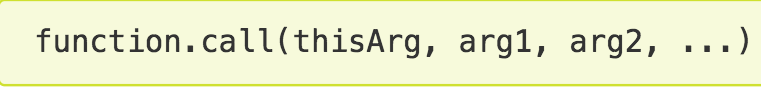 function.call(thisArg, arg1, arg2, ...)